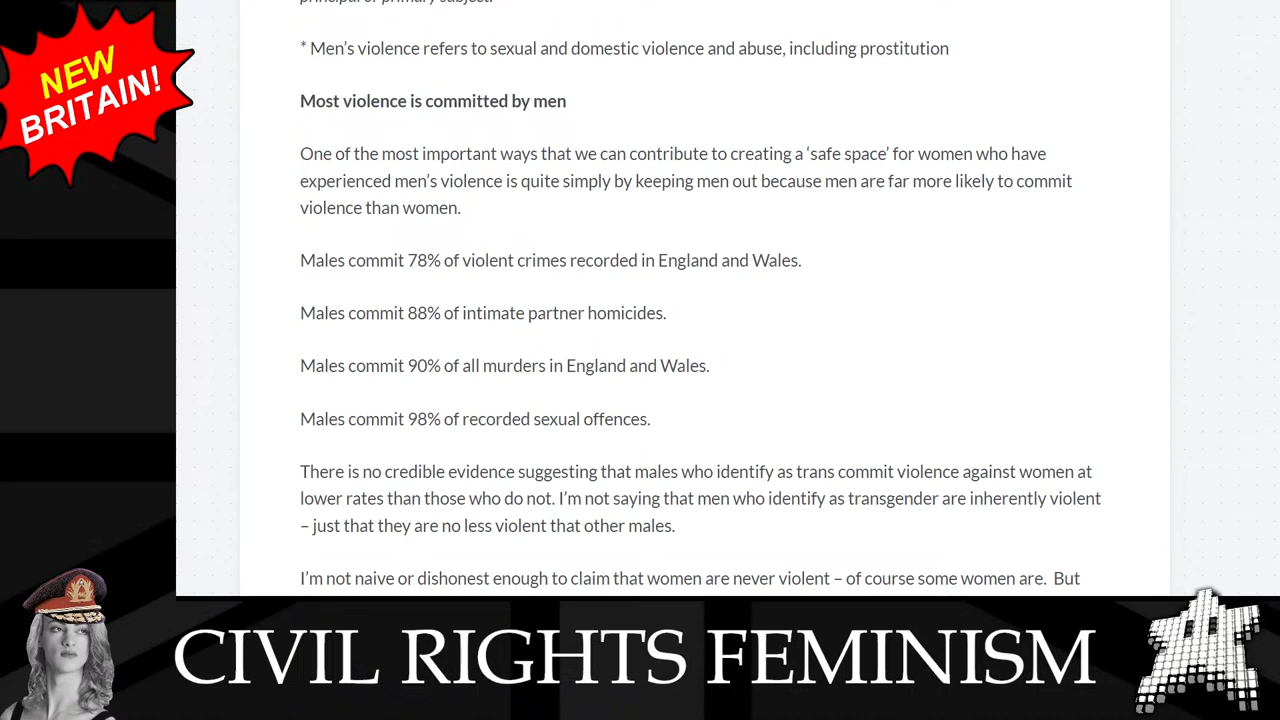 principal or primary subject.
NEW
BRITAIN!
* Men’s violence refers to sexual and domestic violence and abuse, including prostitution
Most violence is committed by men
One of the most important ways that we can contribute to creating a ‘safe space’ for women who have
experienced men’s violence is quite simply by keeping men out because men are far more likely to commit
violence than women.
Males commit 78% of violent crimes recorded in England and Wales.
Males commit 88% of intimate partner homicides.
Males commit 90% of all murders in England and Wales.
Males commit 98% of recorded sexual offences.
There is no credible evidence suggesting that males who identify as trans commit violence against women at
lower rates than those who do not. I’m not saying that men who identify as transgender are inherently violent
– just that they are no less violent that other males.
I’m not naive or dishonest enough to claim that women are never violent – of course some women are.  But
CIVIL RIGHTS FEMINISM